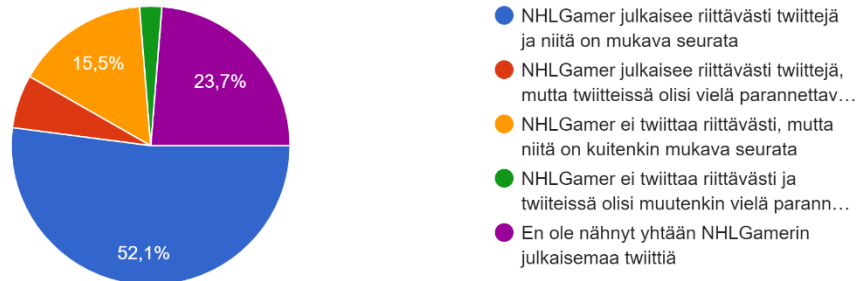 15,5%
23,7%
52,1%
NHLGamer julkaisee riittävästi twiittejä
ja niitä on mukava seurata
NHLGamer julkaisee riittävästi twiittejä,
mutta twiitteissä olisi vielä parannettav…
NHLGamer ei twiittaa riittävästi, mutta
niitä on kuitenkin mukava seurata
NHLGamer ei twiittaa riittävästi ja
twiiteissä olisi muutenkin vielä parann…
En ole nähnyt yhtään NHLGamerin
julkaisemaa twiittiä